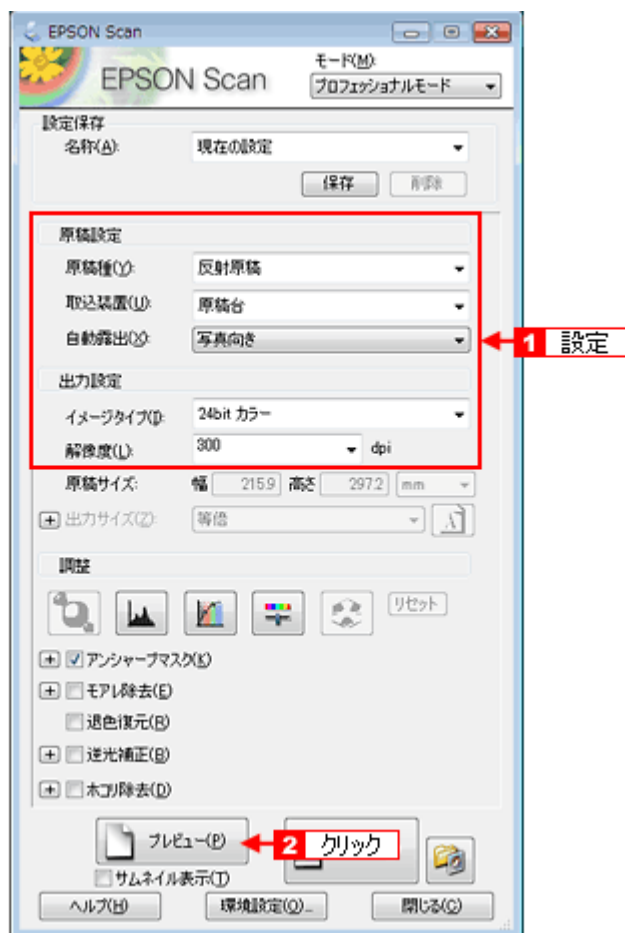 EPSON Scan
EPSON Scan
モード(M):
プロフェッショナルモード
設定保存
名称(A):
現在の設定
保存
削除
原稿設定
原稿種(Y):
反射原稿
取込装置(U):
原稿台
自動露出(X):
写真向き
1 設定
出力設定
イメージタイプ(I):
24bit カラー
解像度(L):
300
dpi
原稿サイズ:
幅 215.9 高さ 297.2 mm
出力サイズ(Z):
等倍
A
調整
リセット
アンシャープマスク(K)
モアレ除去(E)
退色復元(R)
逆光補正(B)
ホコリ除去(D)
プレビュー(P)
2 クリック
サムネイル表示(T)
ヘルプ(H)
環境設定(O)...
閉じる(C)